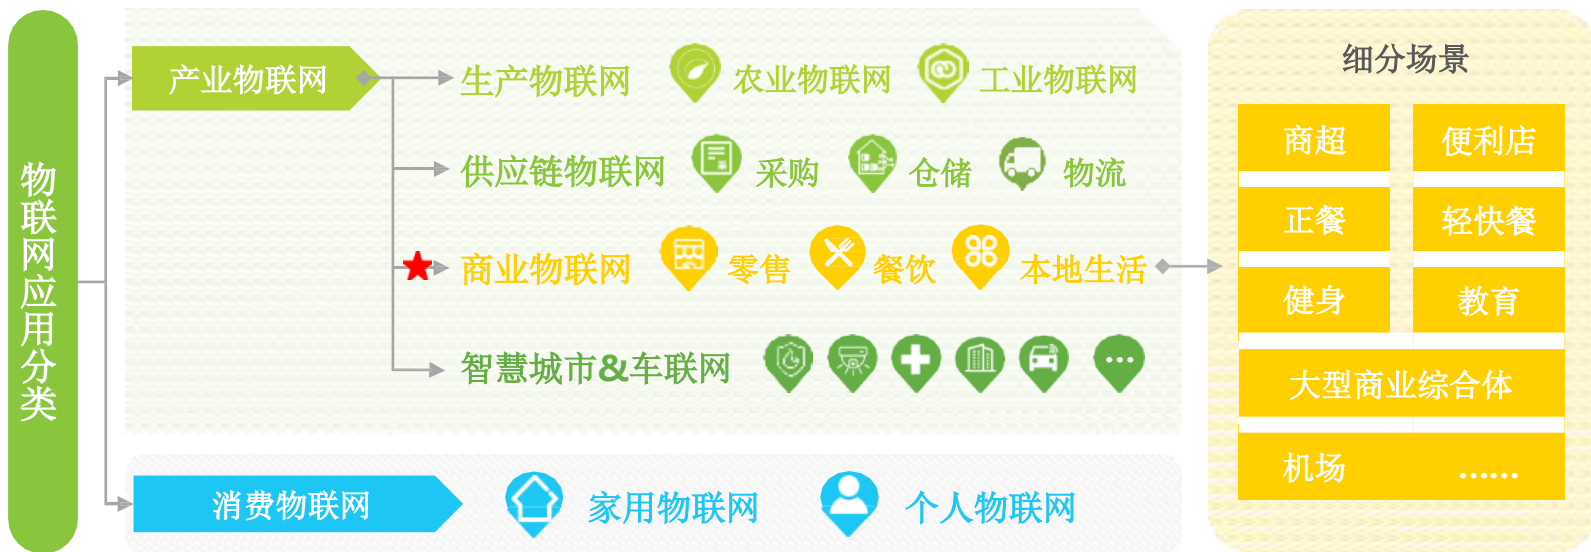 物联网应用分类
产业物联网
生产物联网 农业物联网 工业物联网
供应链物联网 采购 仓储 物流
商业物联网 零售 餐饮 本地生活
智慧城市&车联网 ...
消费物联网 家用物联网 个人物联网
细分场景
商超 便利店
正餐 轻快餐
健身 教育
大型商业综合体
机场 ……